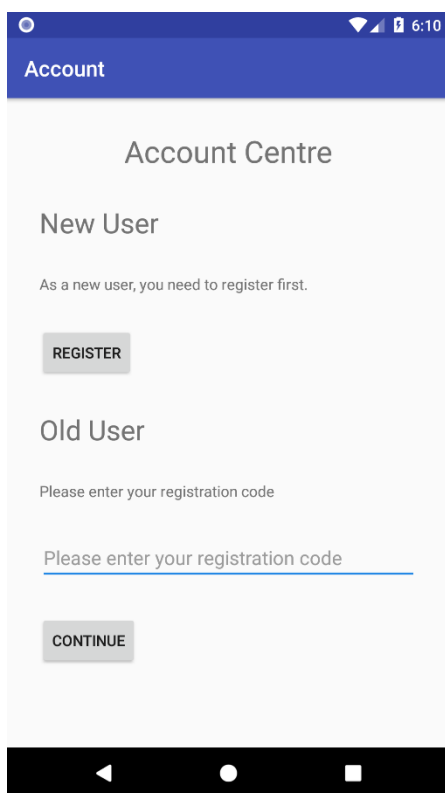 6:10
Account
Account Centre
New User
As a new user, you need to register first.
REGISTER
Old User
Please enter your registration code
Please enter your registration code
CONTINUE